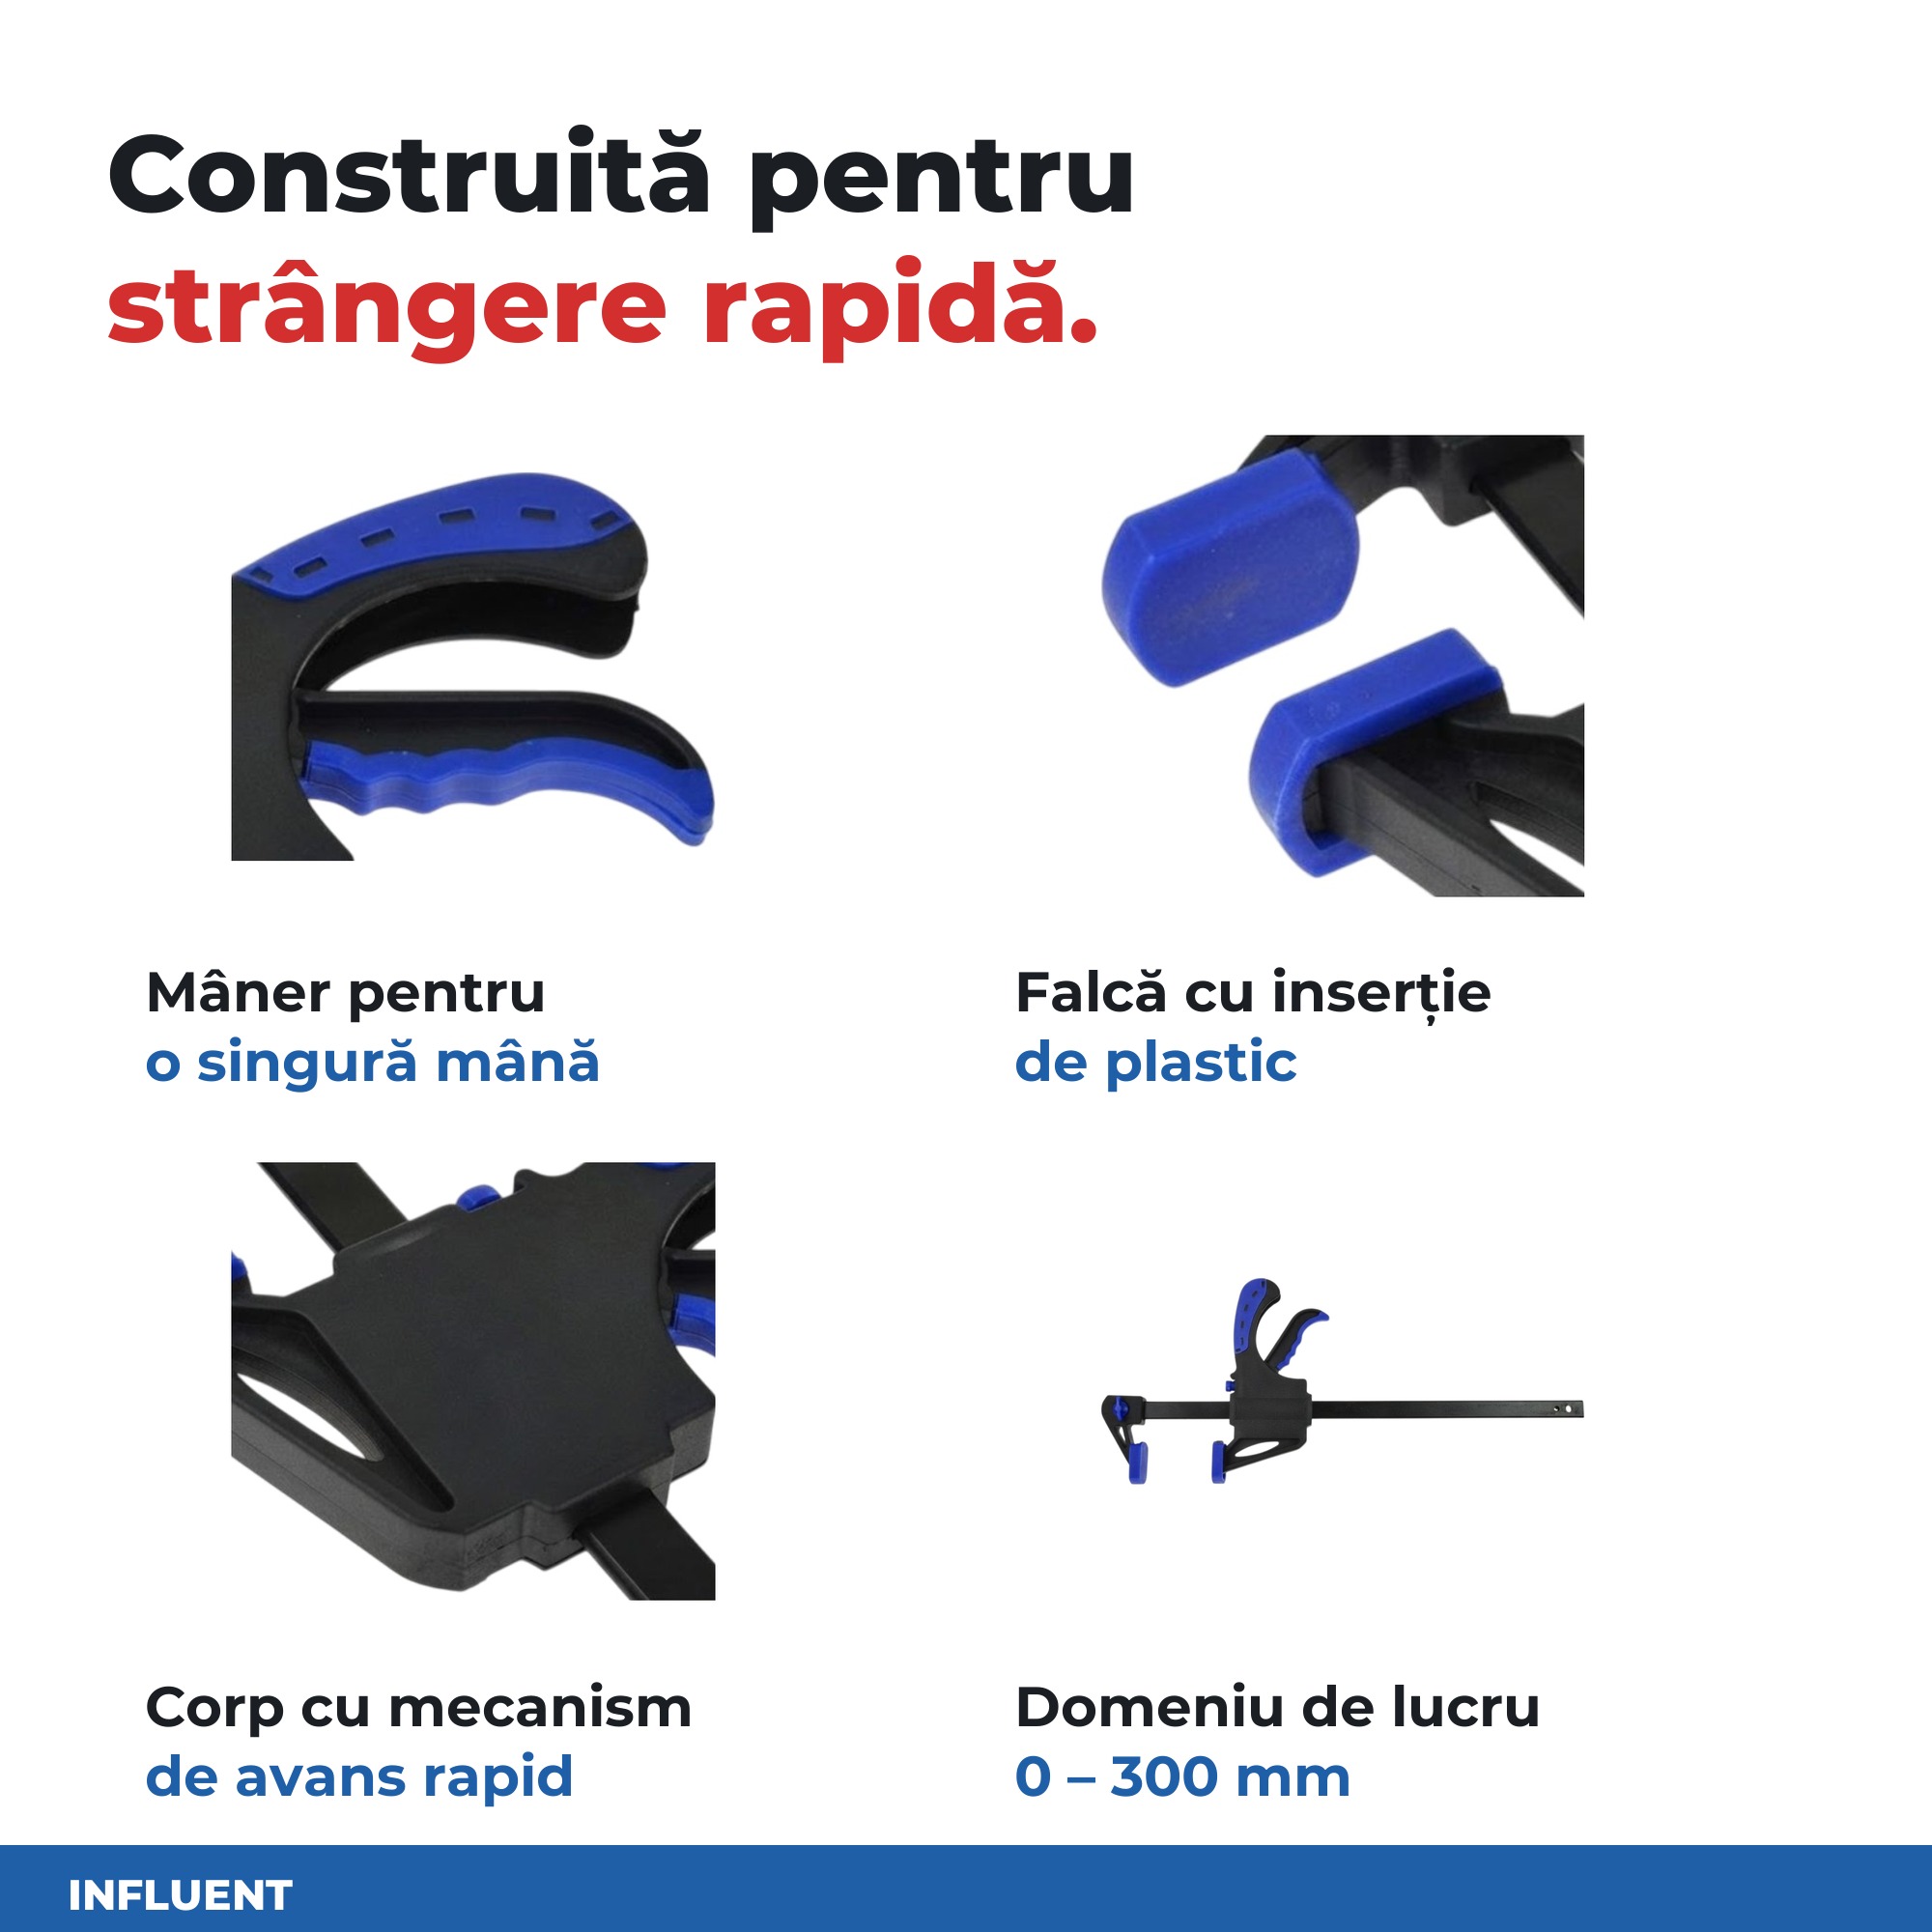 Construită pentru
strângere rapidă.
Mâner pentru
o singură mână
Falcă cu inserție
de plastic
Corp cu mecanism
de avans rapid
Domeniu de lucru
0 – 300 mm
INFLUENT